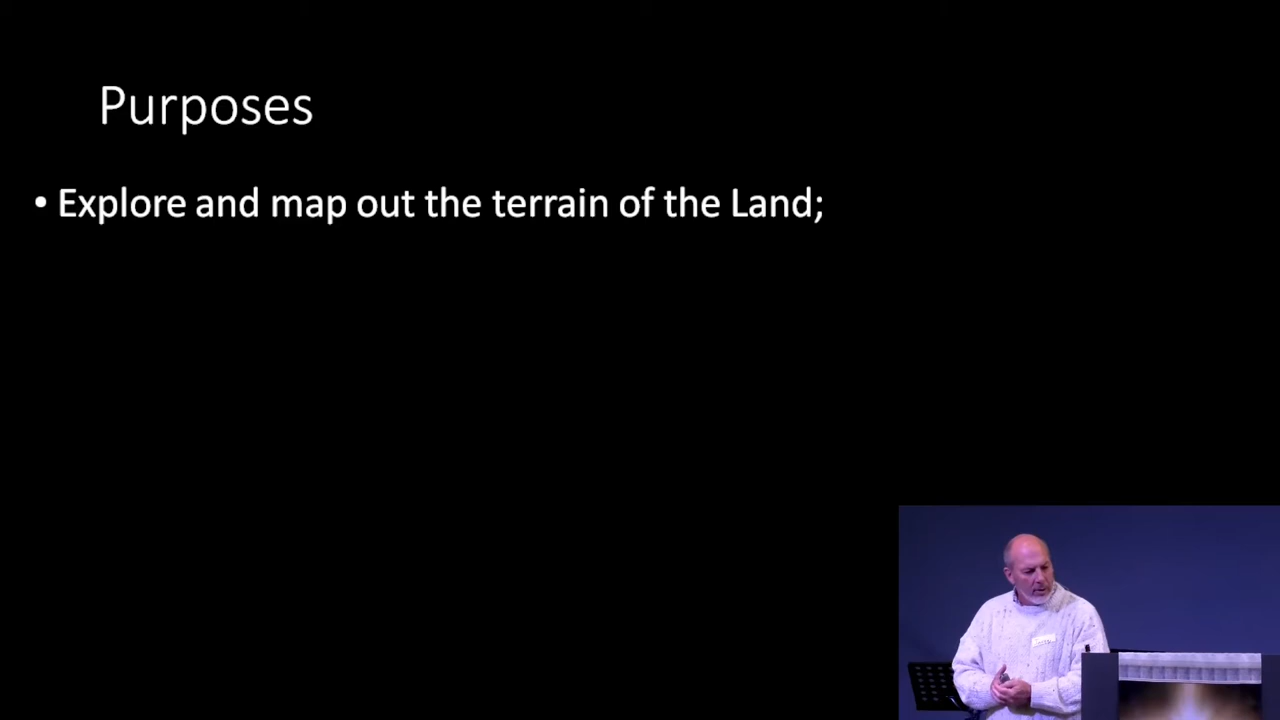 Purposes
• Explore and map out the terrain of the Land;